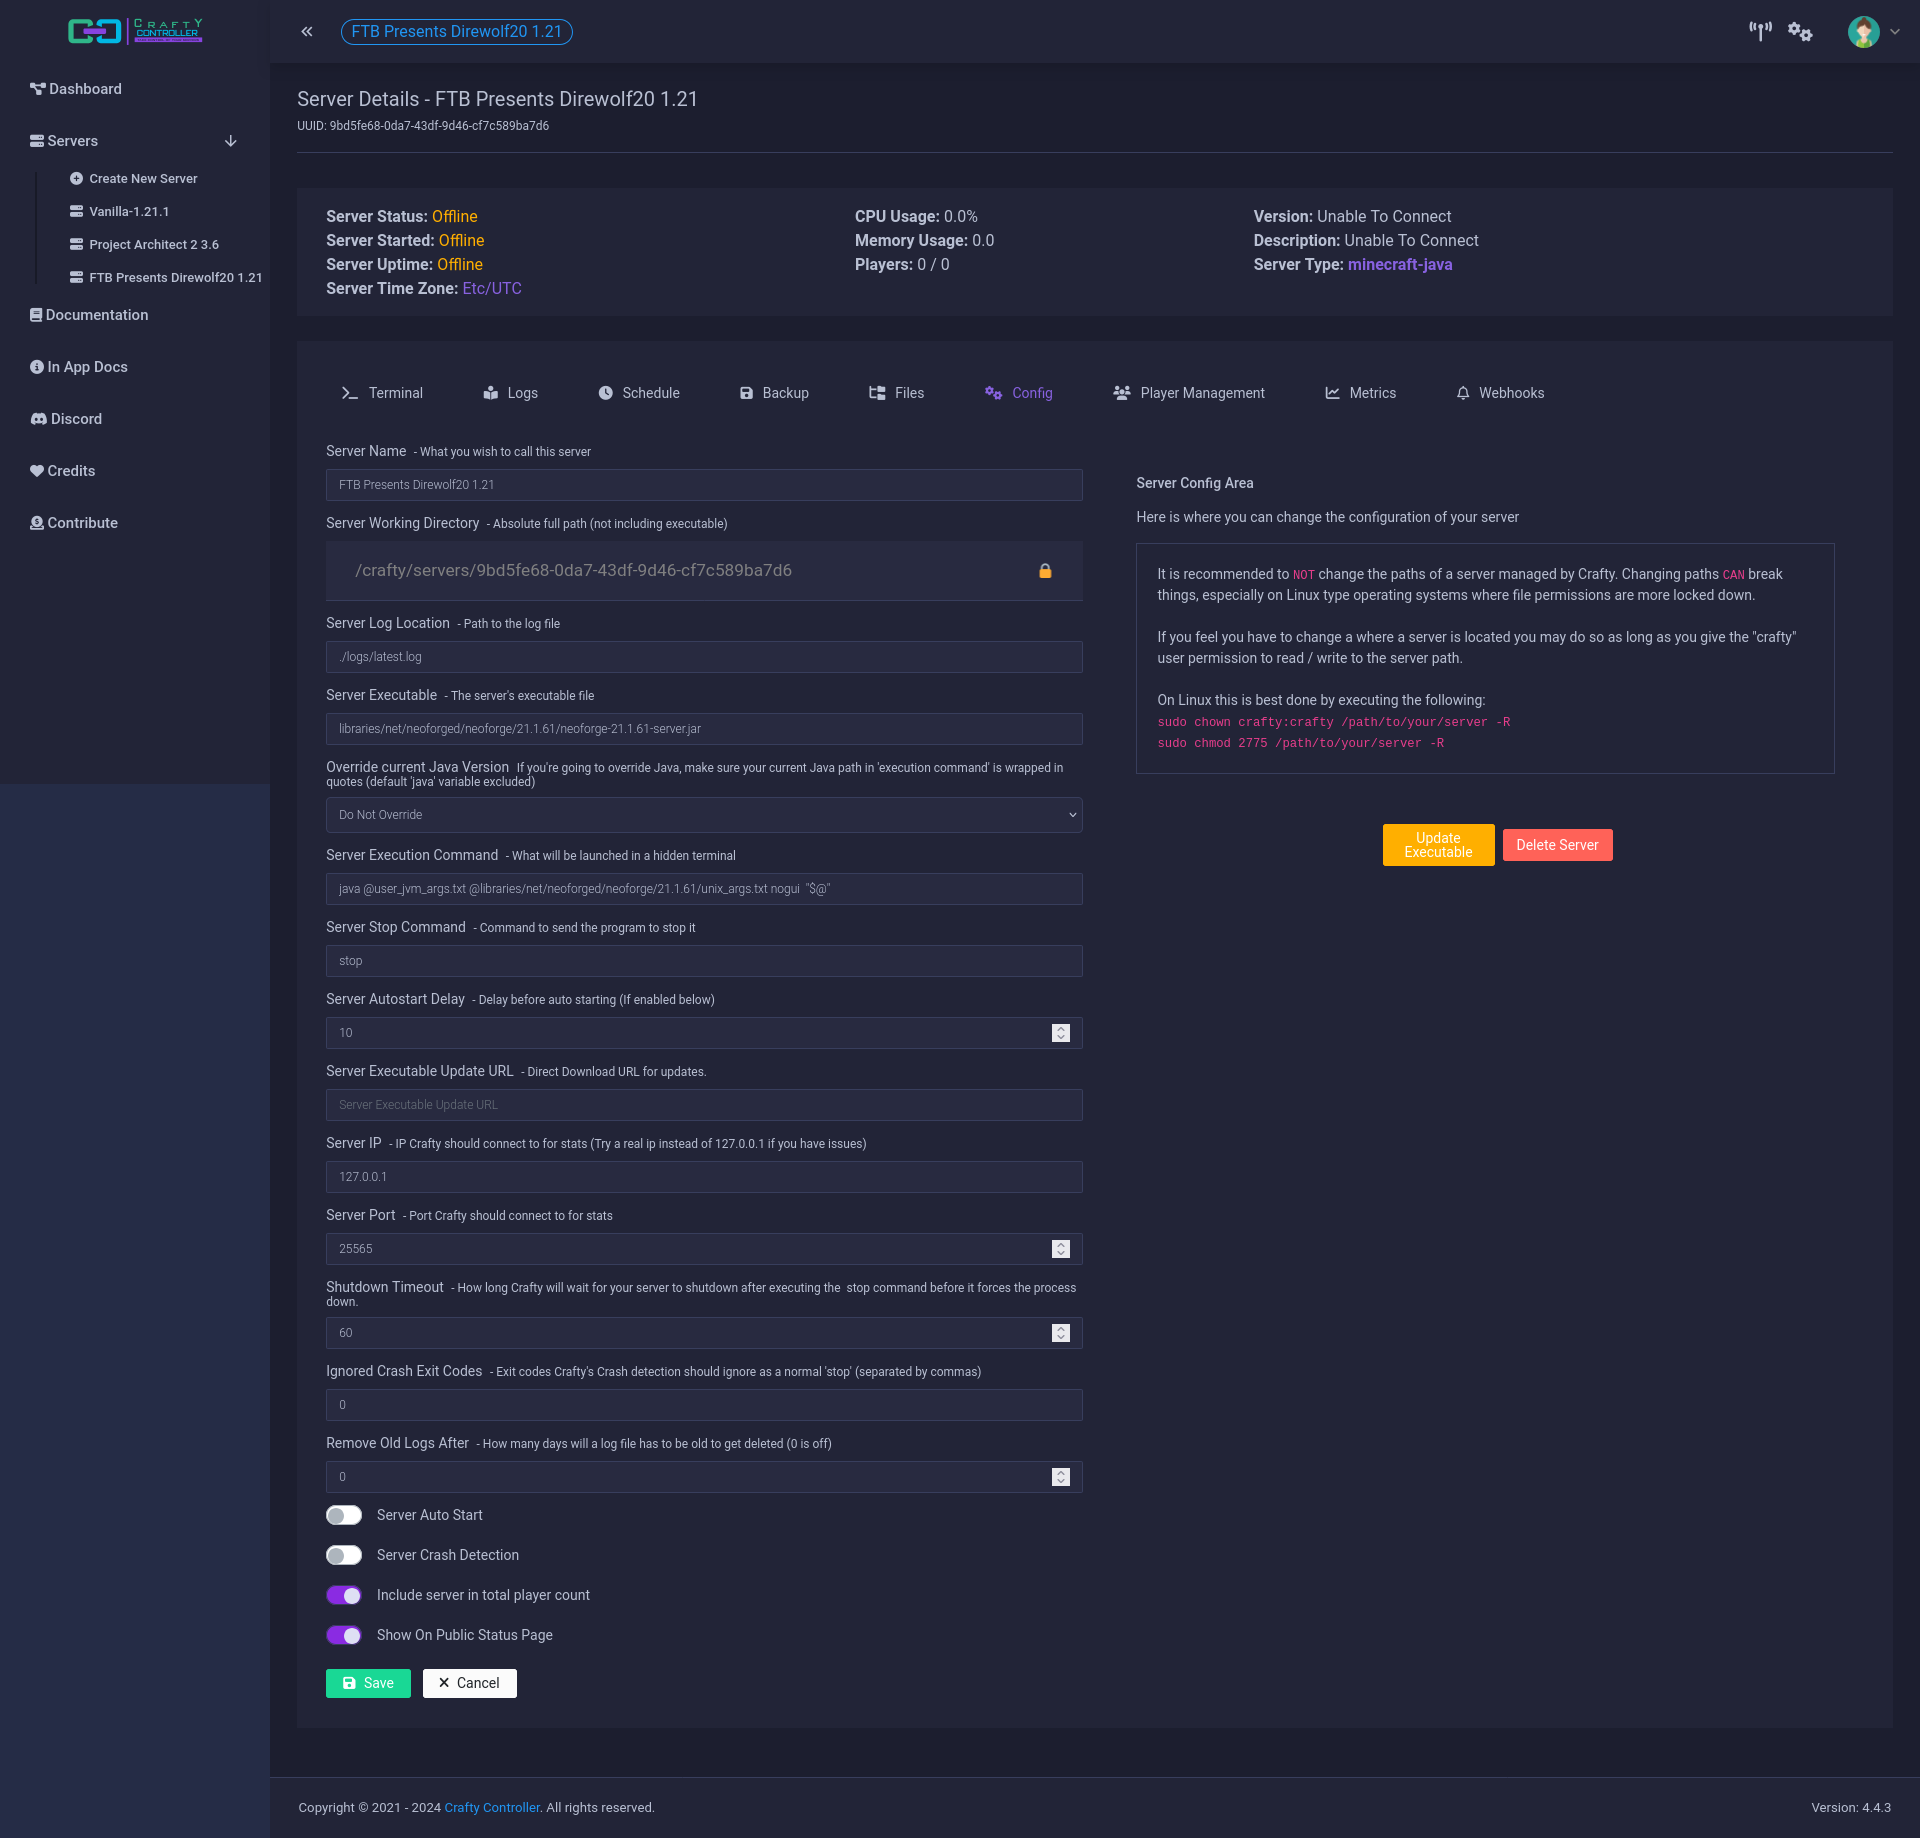 CRAFTY
CONTROLLER
FTB Presents Direwolf20 1.21
Dashboard
Servers
Create New Server
Vanilla-1.21.1
Project Architect 2 3.6
FTB Presents Direwolf20 1.21
Documentation
In App Docs
Discord
Credits
Contribute
Server Details - FTB Presents Direwolf20 1.21
UUID: 9bd5fe68-0da7-43df-9d46-cf7c589ba7d6
Server Status: Offline
Server Started: Offline
Server Uptime: Offline
Server Time Zone: Etc/UTC
CPU Usage: 0.0%
Memory Usage: 0.0
Players: 0 / 0
Version: Unable To Connect
Description: Unable To Connect
Server Type: minecraft-java
Terminal Logs Schedule Backup Files Config Player Management Metrics Webhooks
Server Name - What you wish to call this server
FTB Presents Direwolf20 1.21
Server Working Directory - Absolute full path (not including executable)
/crafty/servers/9bd5fe68-0da7-43df-9d46-cf7c589ba7d6
Server Log Location - Path to the log file
./logs/latest.log
Server Executable - The server's executable file
libraries/net/neoforged/neoforge/21.1.61/neoforge-21.1.61-server.jar
Override current Java Version If you're going to override Java, make sure your current Java path in 'execution command' is wrapped in
quotes (default 'java' variable excluded)
Do Not Override
Server Execution Command - What will be launched in a hidden terminal
java @user_jvm_args.txt @libraries/net/neoforged/neoforge/21.1.61/unix_args.txt nogui "$@"
Server Stop Command - Command to send the program to stop it
stop
Server Autostart Delay - Delay before auto starting (If enabled below)
10
Server Executable Update URL - Direct Download URL for updates.
Server Executable Update URL
Server IP - IP Crafty should connect to for stats (Try a real ip instead of 127.0.0.1 if you have issues)
127.0.0.1
Server Port - Port Crafty should connect to for stats
25565
Shutdown Timeout - How long Crafty will wait for your server to shutdown after executing the stop command before it forces the process
down.
60
Ignored Crash Exit Codes - Exit codes Crafty's Crash detection should ignore as a normal 'stop' (separated by commas)
0
Remove Old Logs After - How many days will a log file has to be old to get deleted (0 is off)
0
Server Auto Start
Server Crash Detection
Include server in total player count
Show On Public Status Page
Save
Cancel
Server Config Area
Here is where you can change the configuration of your server
It is recommended to NOT change the paths of a server managed by Crafty. Changing paths CAN break
things, especially on Linux type operating systems where file permissions are more locked down.
If you feel you have to change a where a server is located you may do so as long as you give the "crafty"
user permission to read / write to the server path.
On Linux this is best done by executing the following:
sudo chown crafty:crafty /path/to/your/server -R
sudo chmod 2775 /path/to/your/server -R
Update
Executable
Delete Server
Copyright © 2021 - 2024 Crafty Controller. All rights reserved.
Version: 4.4.3